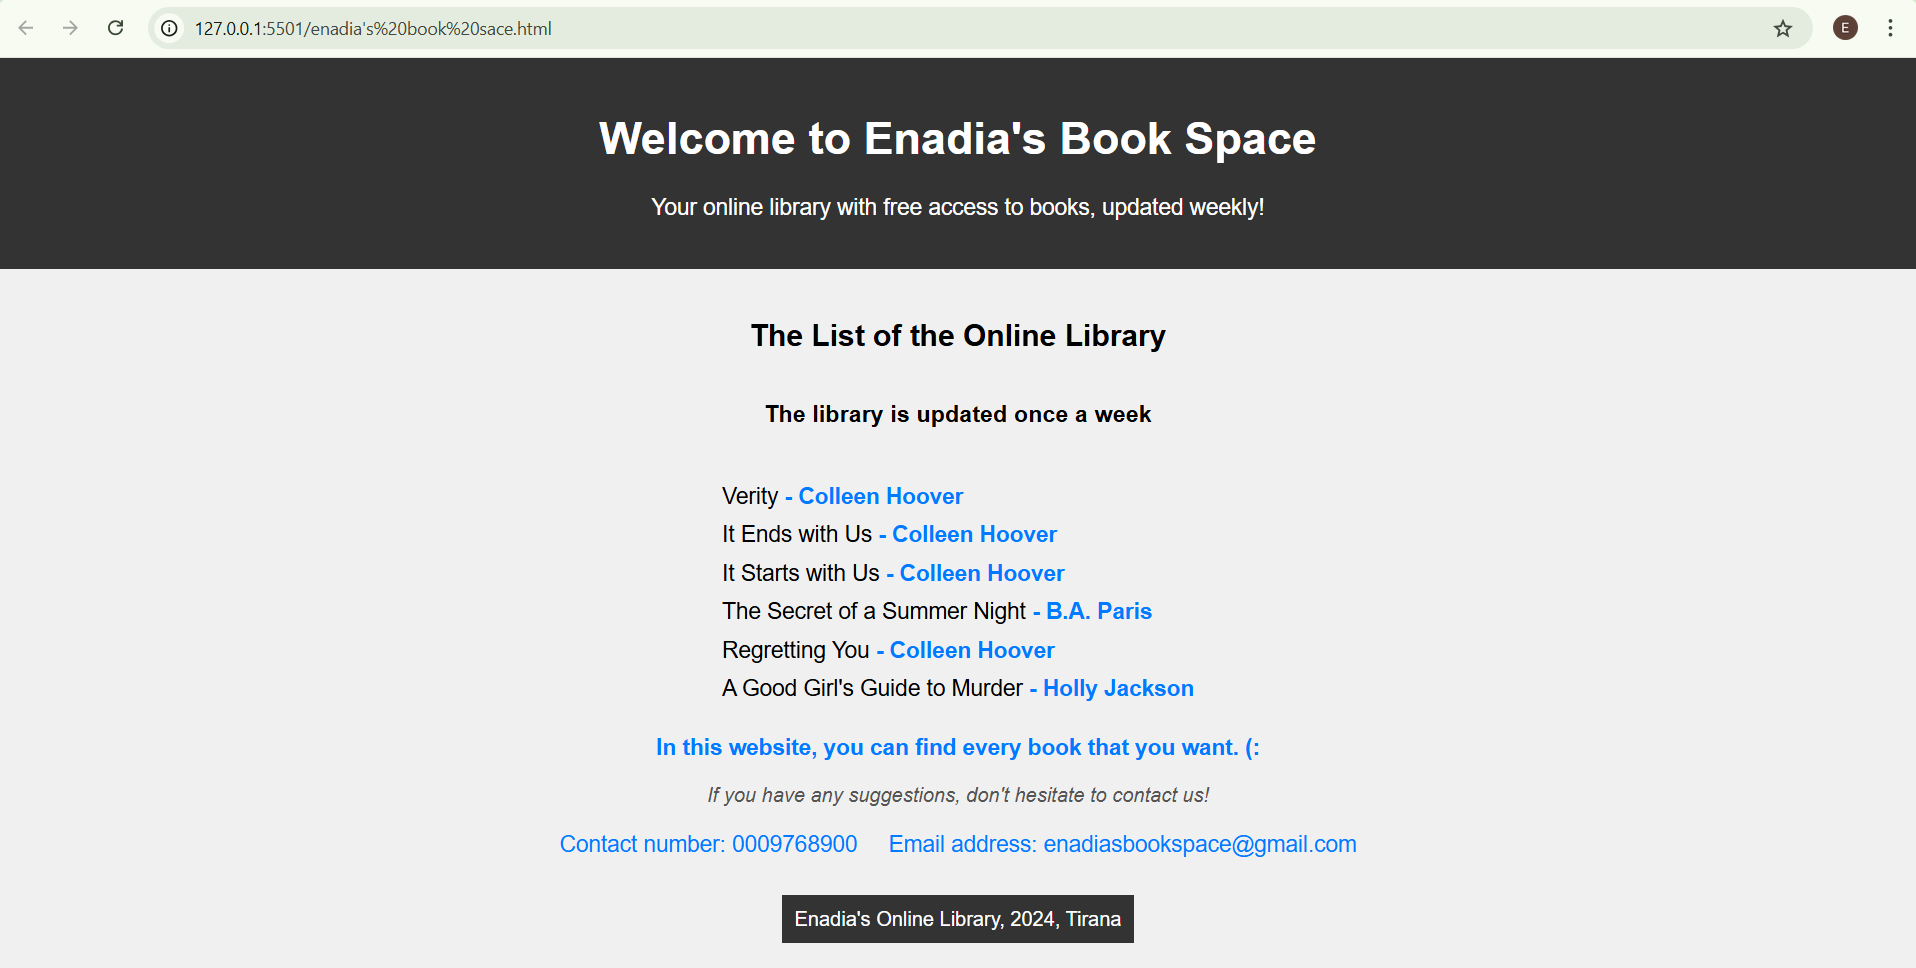 127.0.0.1:5501/enadia's%20book%20sace.html
E
Welcome to Enadia's Book Space
Your online library with free access to books, updated weekly!
The List of the Online Library
The library is updated once a week
Verity - Colleen Hoover
It Ends with Us - Colleen Hoover
It Starts with Us - Colleen Hoover
The Secret of a Summer Night - B.A. Paris
Regretting You - Colleen Hoover
A Good Girl's Guide to Murder - Holly Jackson
In this website, you can find every book that you want. (:
If you have any suggestions, don't hesitate to contact us!
Contact number: 0009768900 Email address: enadiasbookspace@gmail.com
Enadia's Online Library, 2024, Tirana